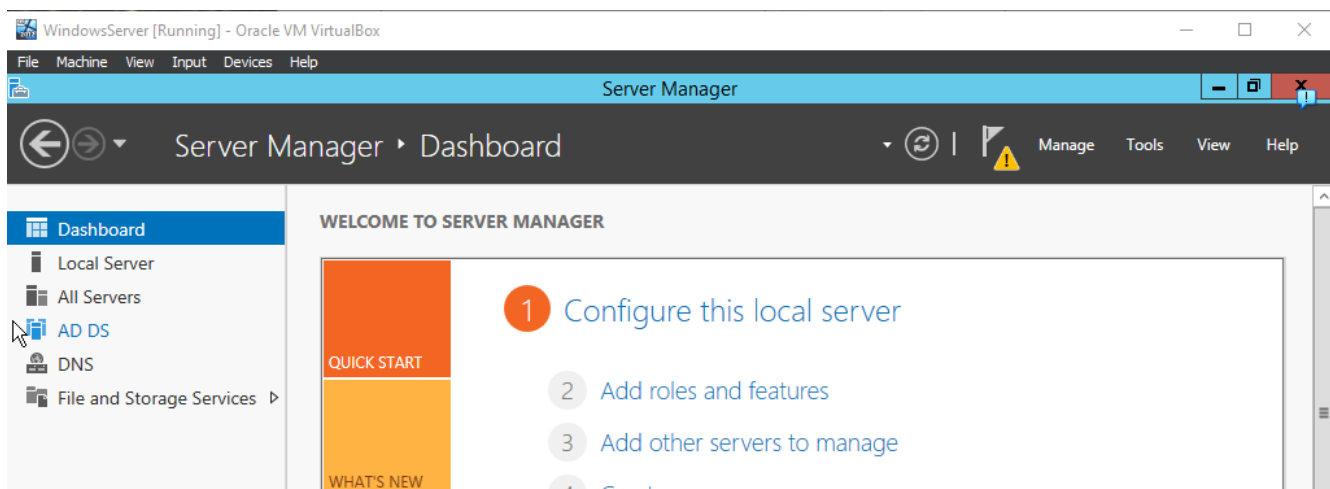 WindowsServer [Running] - Oracle VM VirtualBox
File Machine View Input Devices Help
Server Manager
Server Manager Dashboard
Manage Tools View Help
Dashboard
Local Server
All Servers
AD DS
DNS
File and Storage Services
WELCOME TO SERVER MANAGER
QUICK START
WHAT'S NEW
1 Configure this local server
2 Add roles and features
3 Add other servers to manage